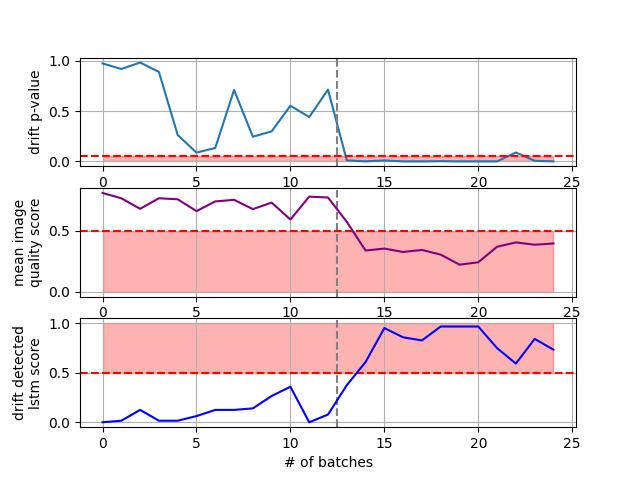 drift p-value
1.0
0.5
0.0
0 5 10 15 20 25
mean image
quality score
0.5
0.0
0 5 10 15 20 25
drift detected
lstm score
1.0
0.5
0.0
0 5 10 15 20 25
# of batches